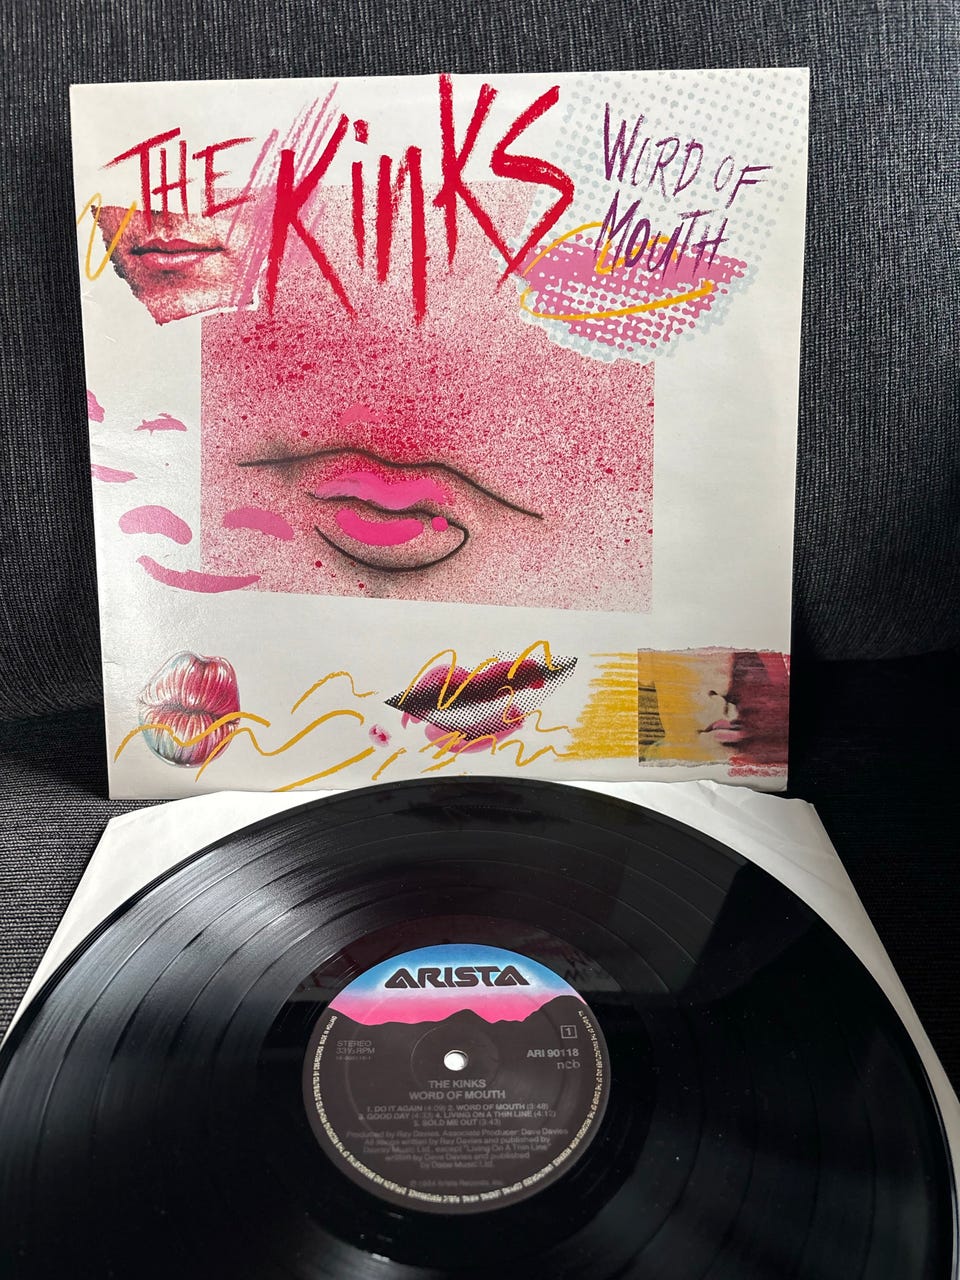 THE KinKS
WORD OF
MOUTH
ARISTA
STEREO
33⅓ RPM
1
ARI 90118
ncb
THE KINKS
WORD OF MOUTH
1. DO IT AGAIN (4:09) 2. WORD OF MOUTH (3:48)
3. GOOD DAY (4:33) 4. LIVING ON A THIN LINE (4:12)
5. SOLD ME OUT (3:43)
Produced by Ray Davies, Associate Producer: Dave Davies
All songs written by Ray Davies and published by
Davray Music Ltd. except "Living On A Thin Line"
written by Dave Davies and published
by Dabe Music Ltd.
℗ 1984 Arista Records, Inc.